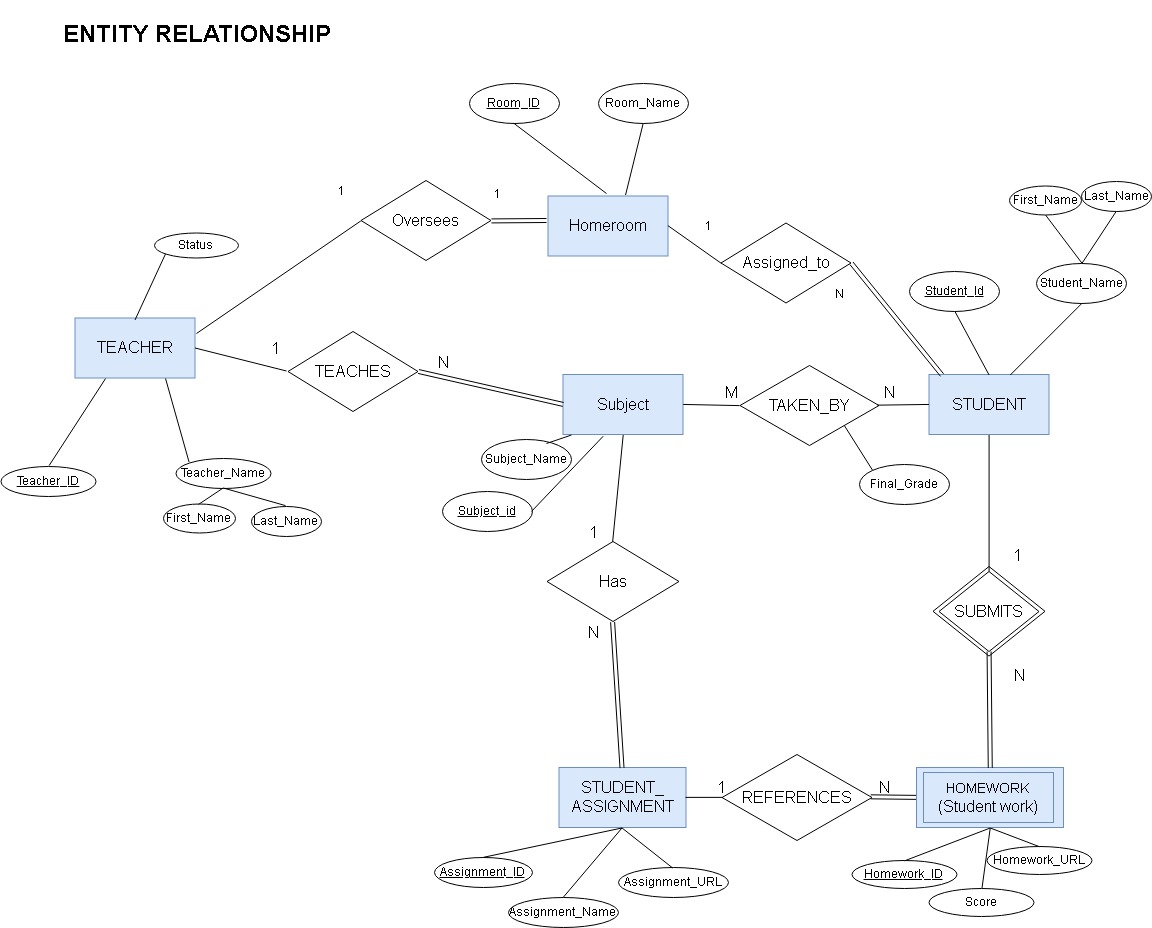 ENTITY RELATIONSHIP
Room_ID
Room_Name
1
Oversees
1
Homeroom
1
Assigned_to
N
First_Name
Last_Name
Student_Name
Student_Id
Status
TEACHER
1
TEACHES
N
Subject
M
TAKEN_BY
N
STUDENT
Teacher_ID
Teacher_Name
First_Name
Last_Name
Subject_Name
Subject_id
Final_Grade
1
Has
N
1
SUBMITS
N
STUDENT_
ASSIGNMENT
1
REFERENCES
N
HOMEWORK
(Student work)
Assignment_ID
Assignment_Name
Assignment_URL
Homework_ID
Score
Homework_URL